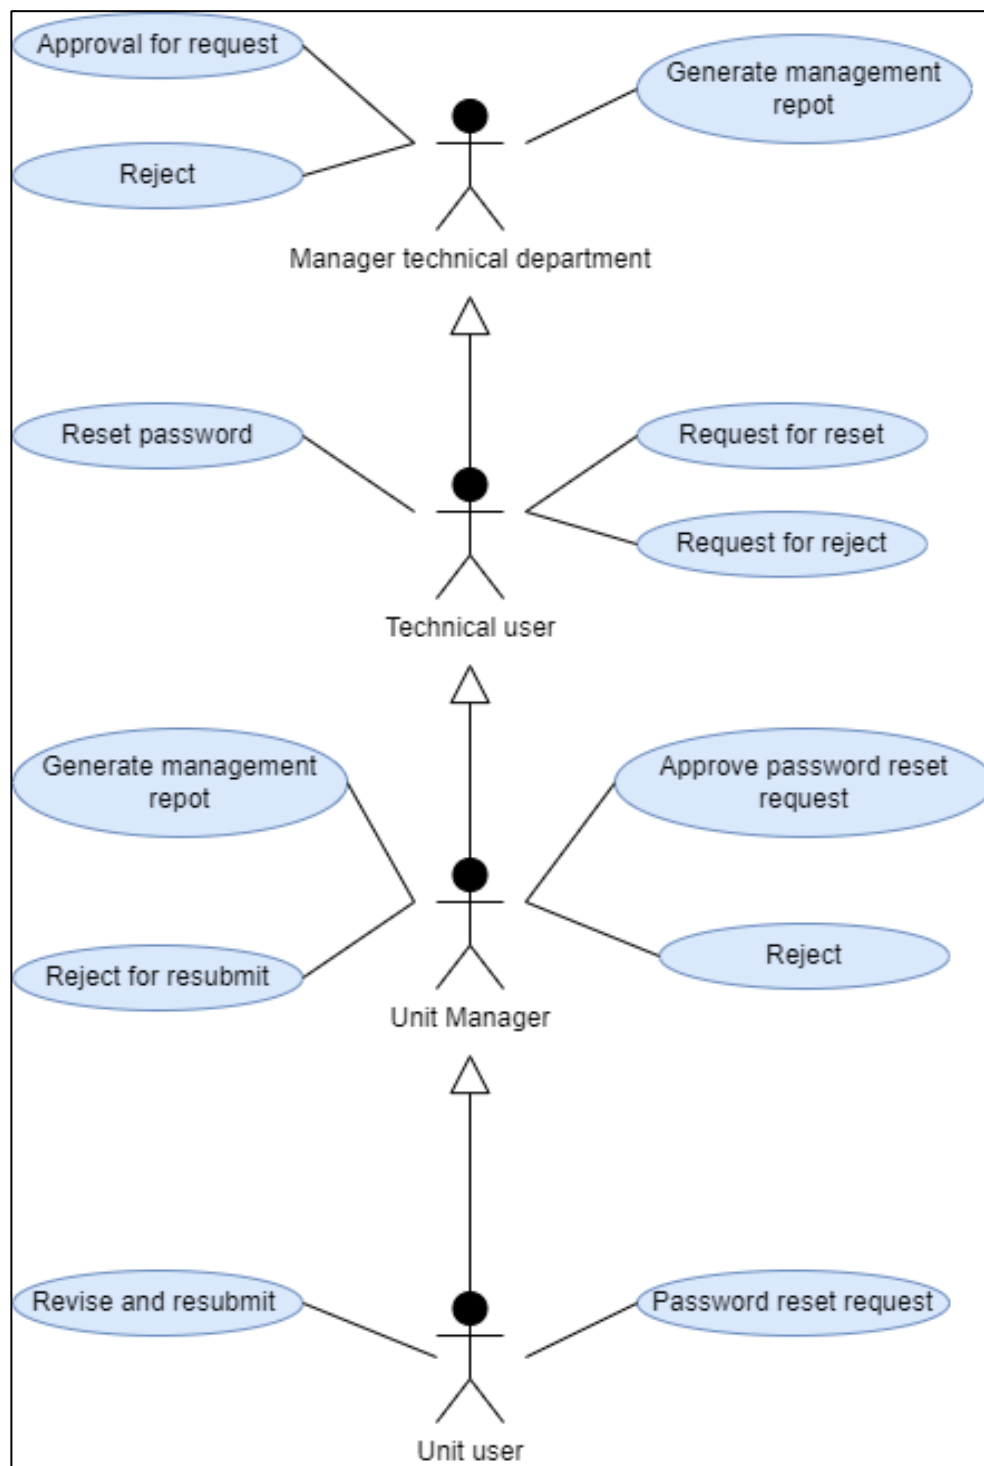 Approval for request
Generate management
repot
Reject
Manager technical department
Reset password
Request for reset
Request for reject
Technical user
Generate management
repot
Approve password reset
request
Reject for resubmit
Reject
Unit Manager
Revise and resubmit
Password reset request
Unit user